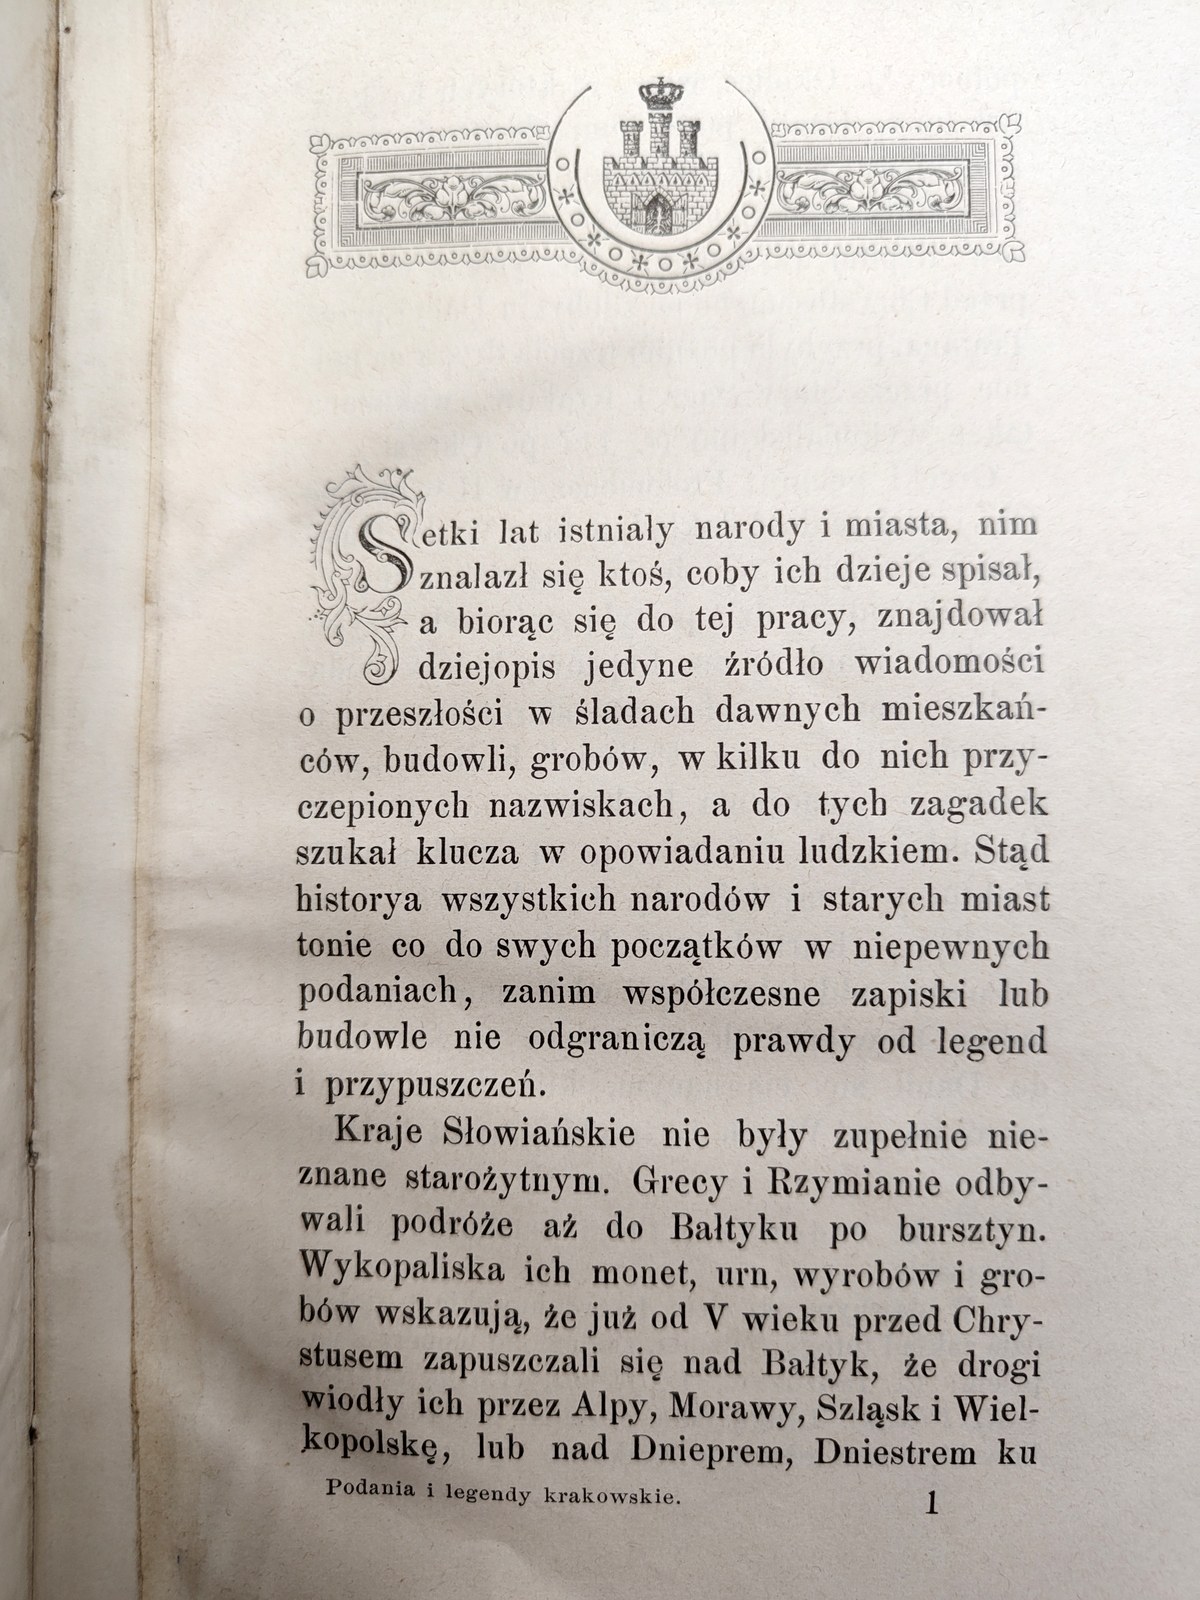 Setki lat istniały narody i miasta, nim
znalazł się ktoś, coby ich dzieje spisał,
a biorąc się do tej pracy, znajdował
dziejopis jedyne źródło wiadomości
o przeszłości w śladach dawnych mieszkań-
ców, budowli, grobów, w kilku do nich przy-
czepionych nazwiskach, a do tych zagadek
szukał klucza w opowiadaniu ludzkiem. Stąd
historya wszystkich narodów i starych miast
tonie co do swych początków w niepewnych
podaniach, zanim współczesne zapiski lub
budowle nie odgraniczą prawdy od legend
i przypuszczeń.
Kraje Słowiańskie nie były zupełnie nie-
znane starożytnym. Grecy i Rzymianie odby-
wali podróże aż do Bałtyku po bursztyn.
Wykopaliska ich monet, urn, wyrobów i gro-
bów wskazują, że już od V wieku przed Chry-
stusem zapuszczali się nad Bałtyk, że drogi
wiodły ich przez Alpy, Morawy, Szląsk i Wiel-
kopolskę, lub nad Dnieprem, Dniestrem ku
Podania i legendy krakowskie. 1